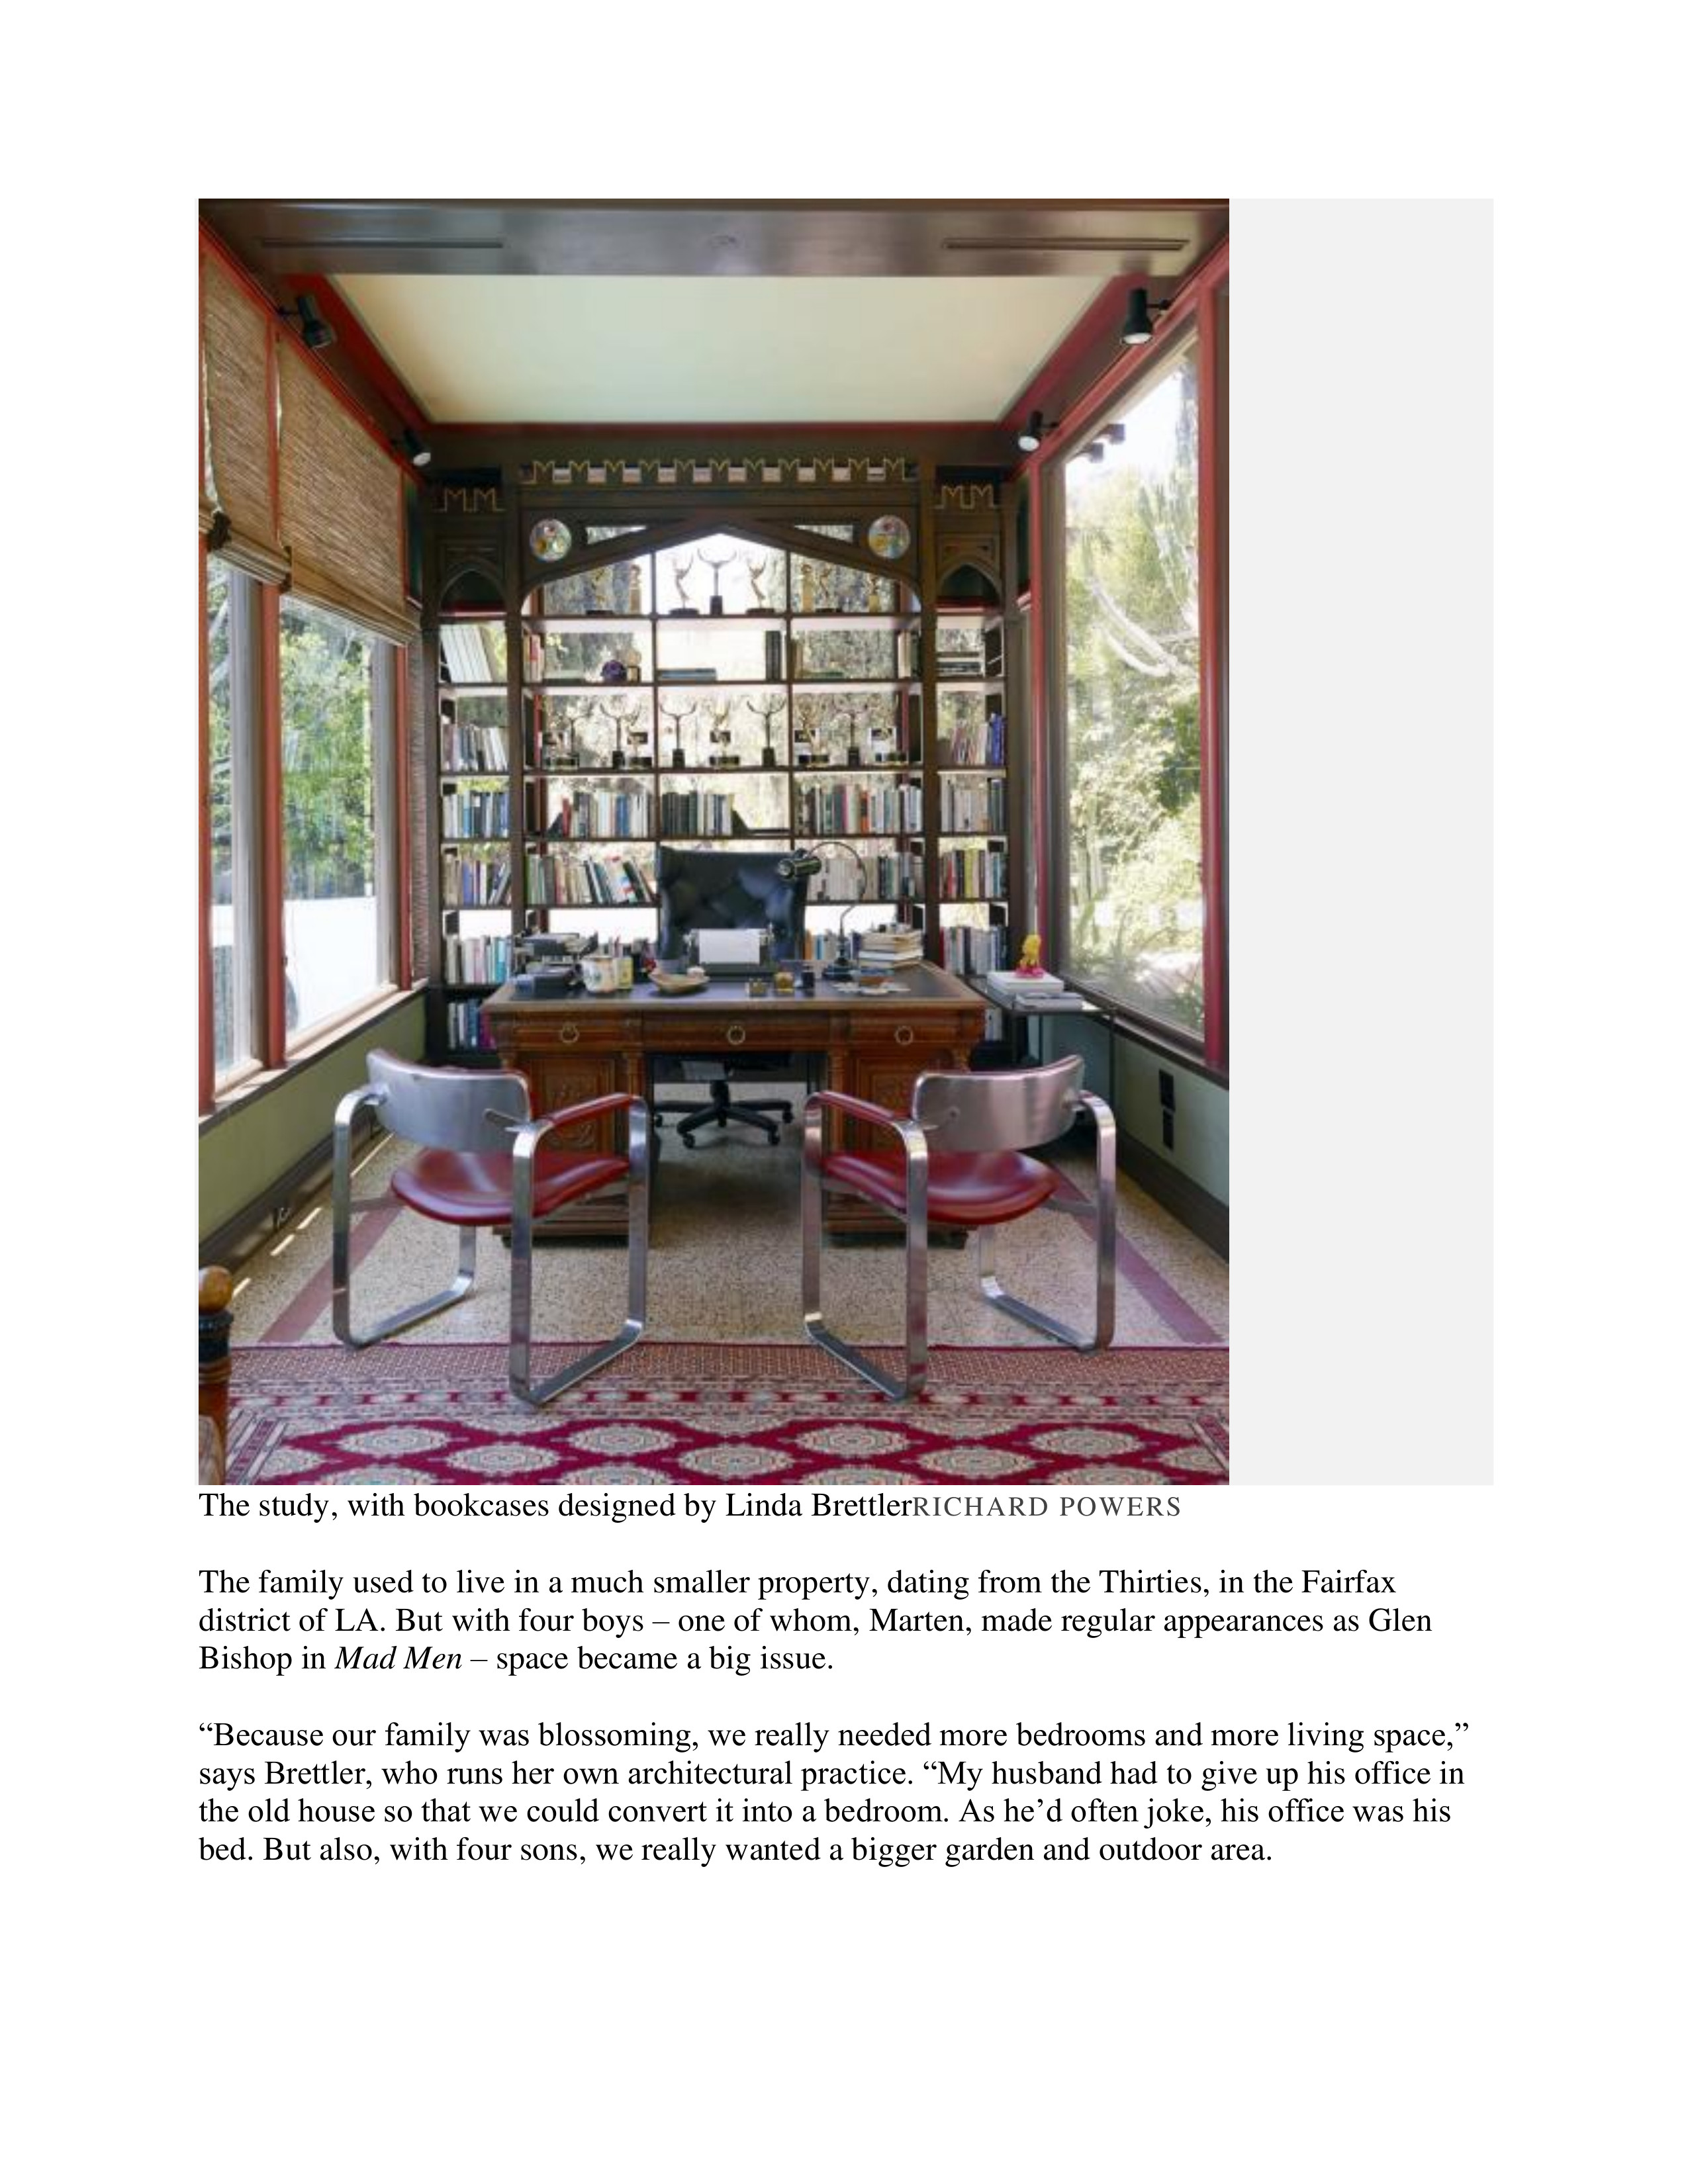 The study, with bookcases designed by Linda BrettlerRICHARD POWERS
The family used to live in a much smaller property, dating from the Thirties, in the Fairfax
district of LA. But with four boys – one of whom, Marten, made regular appearances as Glen
Bishop in Mad Men – space became a big issue.
“Because our family was blossoming, we really needed more bedrooms and more living space,”
says Brettler, who runs her own architectural practice. “My husband had to give up his office in
the old house so that we could convert it into a bedroom. As he’d often joke, his office was his
bed. But also, with four sons, we really wanted a bigger garden and outdoor area.